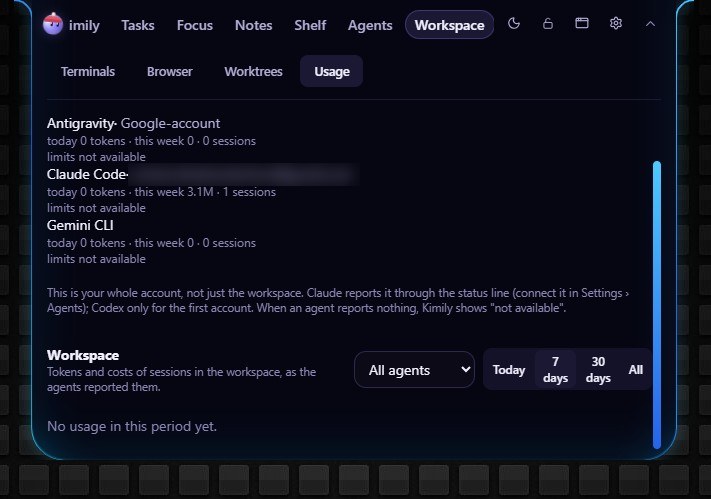 imily Tasks Focus Notes Shelf Agents Workspace
Terminals Browser Worktrees Usage
Antigravity· Google-account
today 0 tokens · this week 0 · 0 sessions
limits not available
Claude Code·
today 0 tokens · this week 3.1M · 1 sessions
limits not available
Gemini CLI
today 0 tokens · this week 0 · 0 sessions
limits not available
This is your whole account, not just the workspace. Claude reports it through the status line (connect it in Settings ›
Agents); Codex only for the first account. When an agent reports nothing, Kimily shows "not available".
Workspace
Tokens and costs of sessions in the workspace, as the
agents reported them.
All agents
Today 7 days 30 days All
No usage in this period yet.